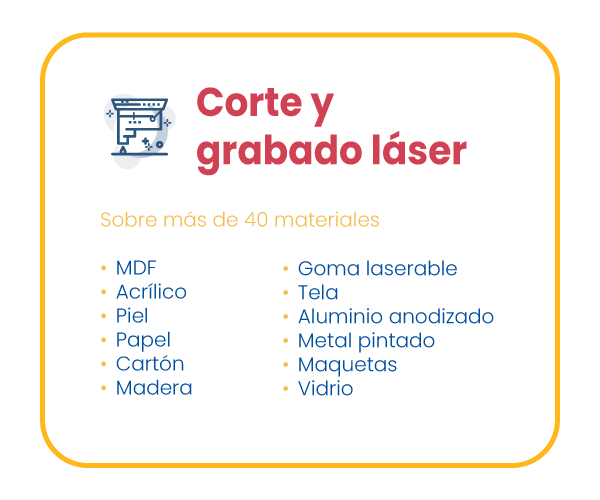 Corte y
grabado láser
Sobre más de 40 materiales
• MDF
• Acrílico
• Piel
• Papel
• Cartón
• Madera
• Goma laserable
• Tela
• Aluminio anodizado
• Metal pintado
• Maquetas
• Vidrio